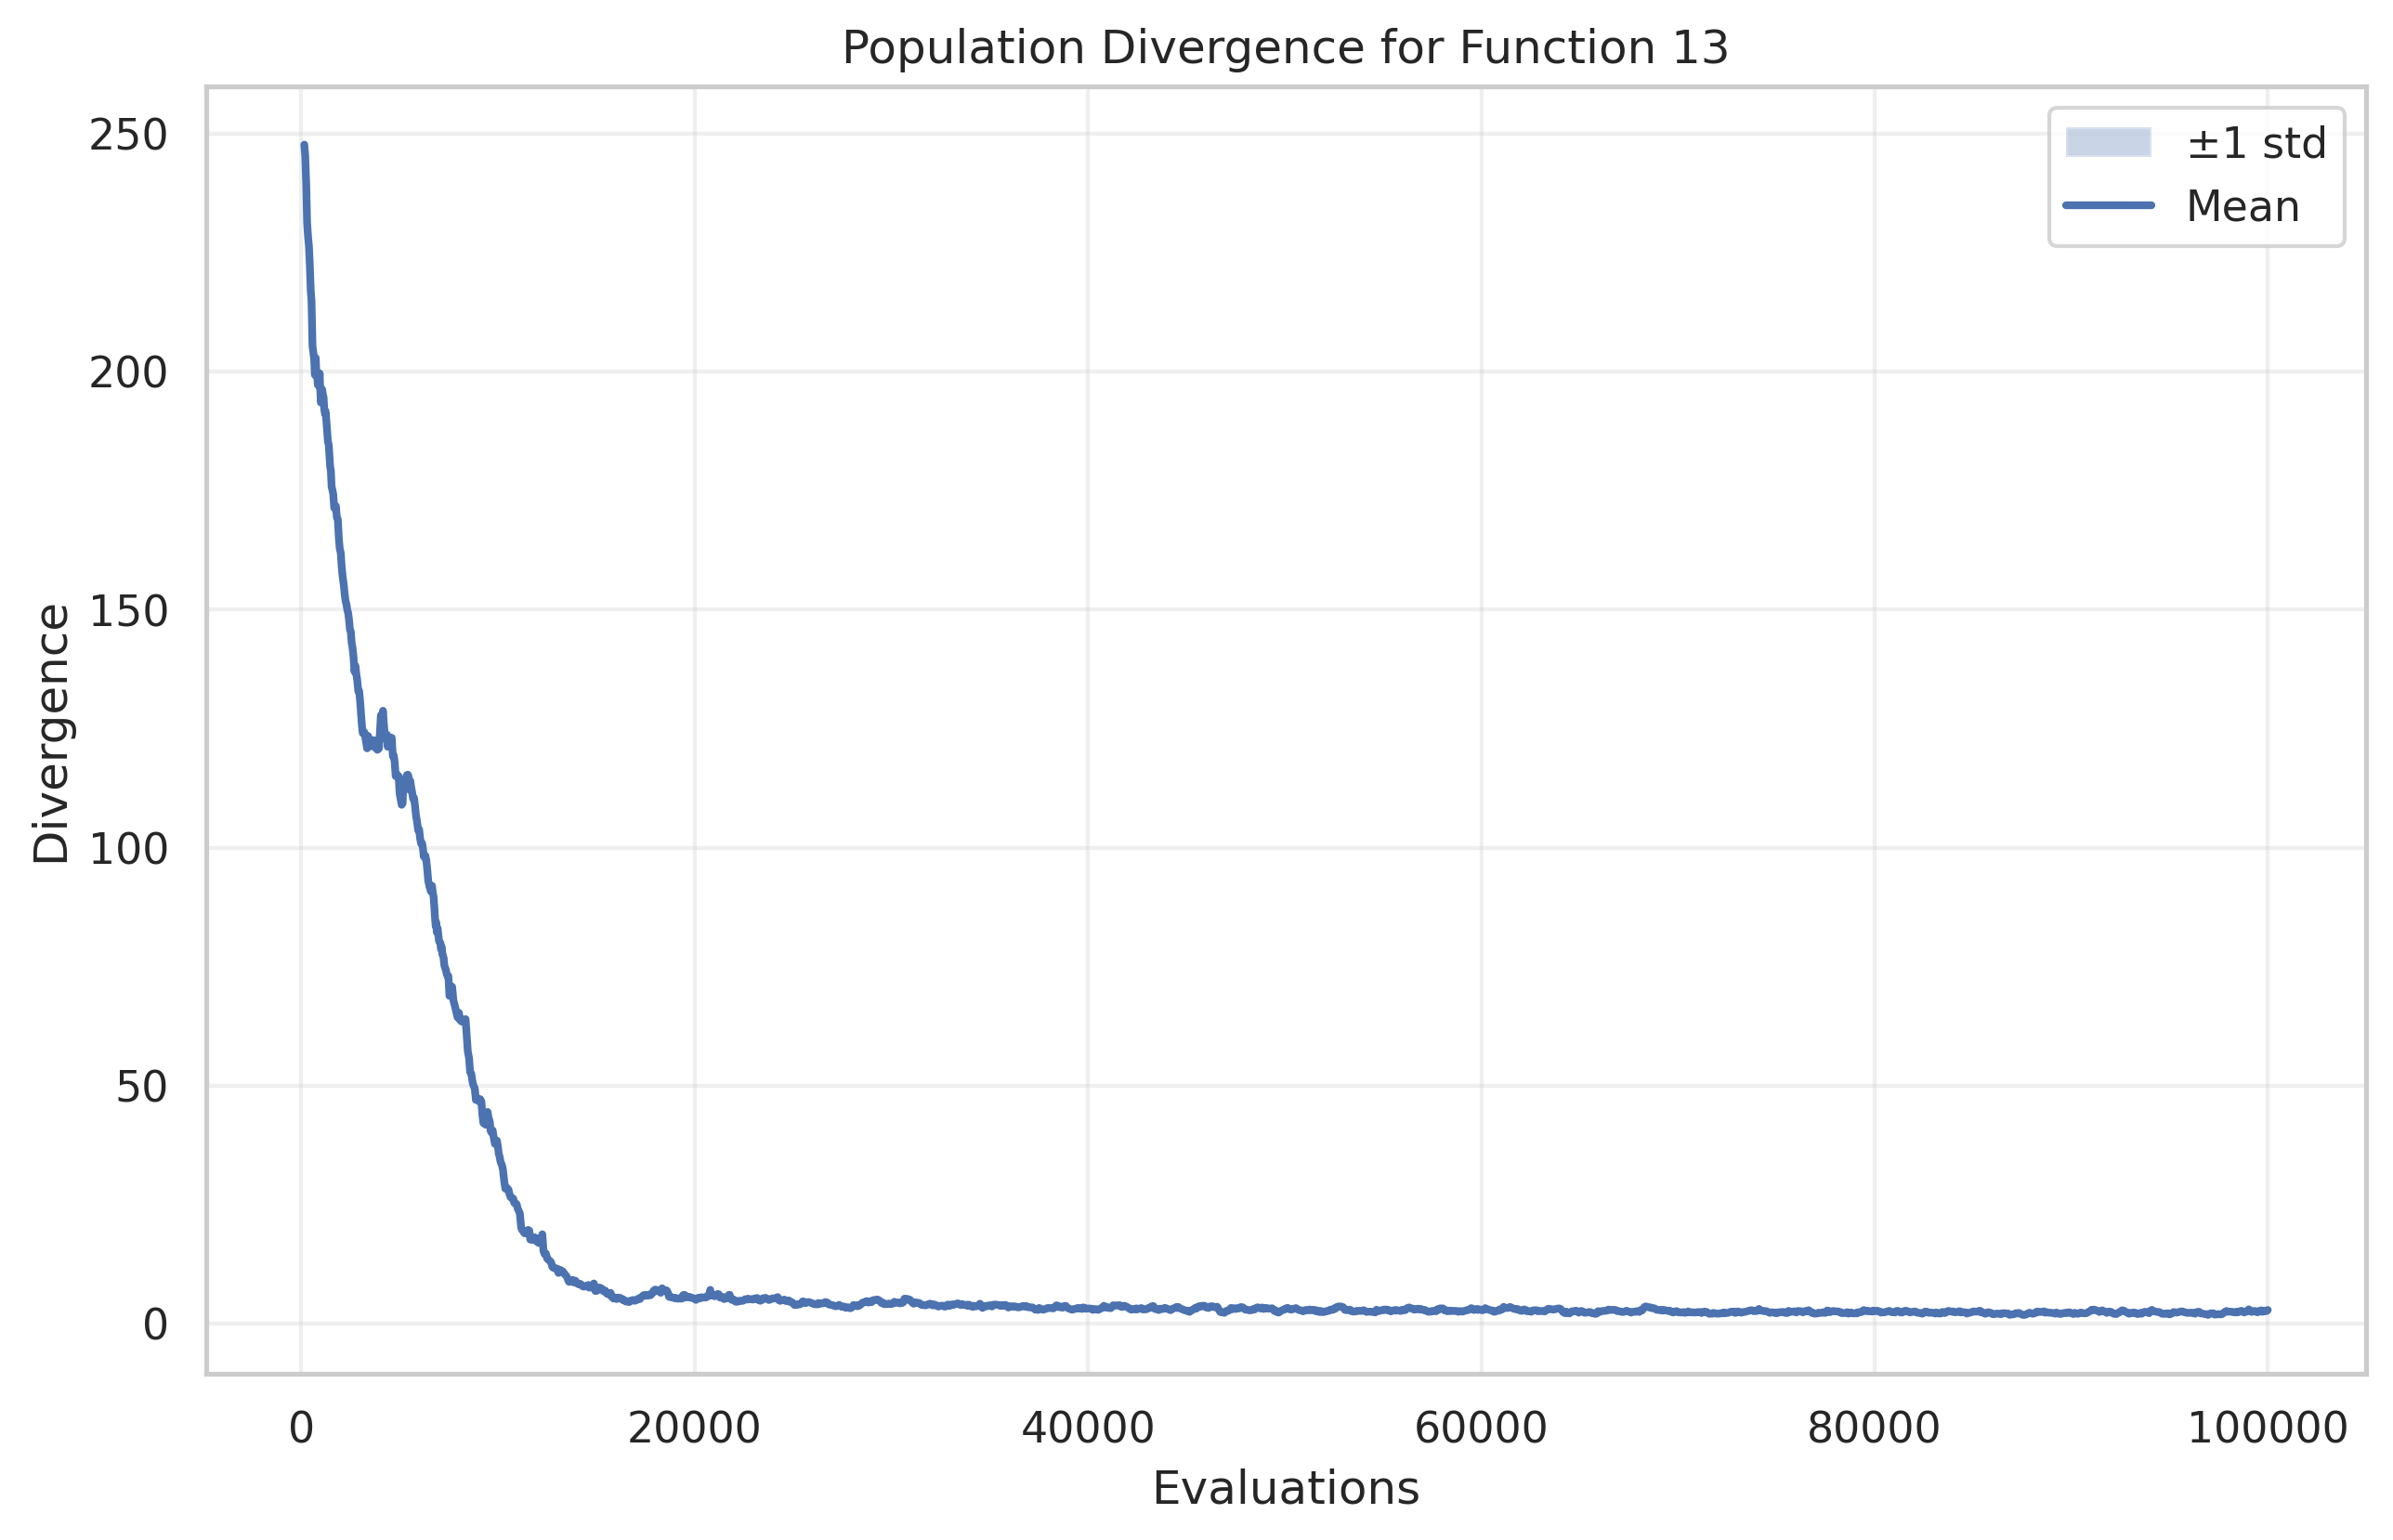 Population Divergence for Function 13
±1 std
Mean
Divergence
250
200
150
100
50
0
0 20000 40000 60000 80000 100000
Evaluations